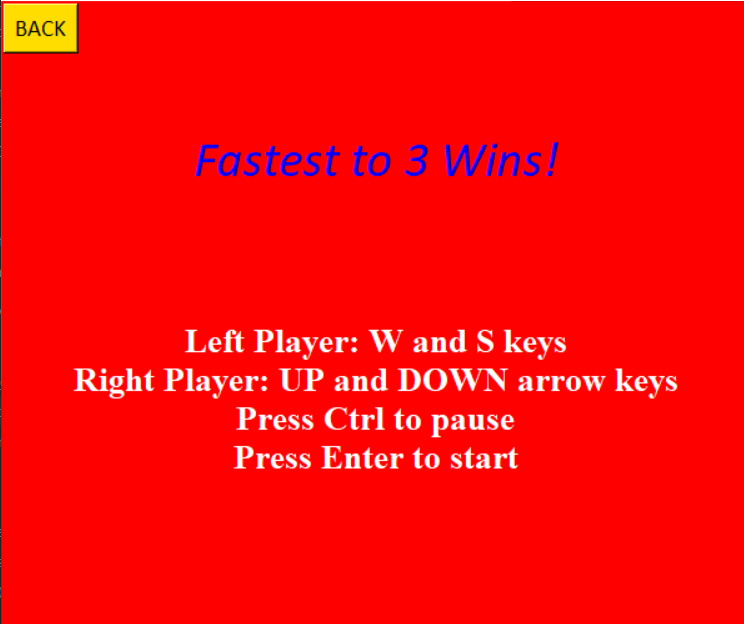 BACK
Fastest to 3 Wins!
Left Player: W and S keys
Right Player: UP and DOWN arrow keys
Press Ctrl to pause
Press Enter to start